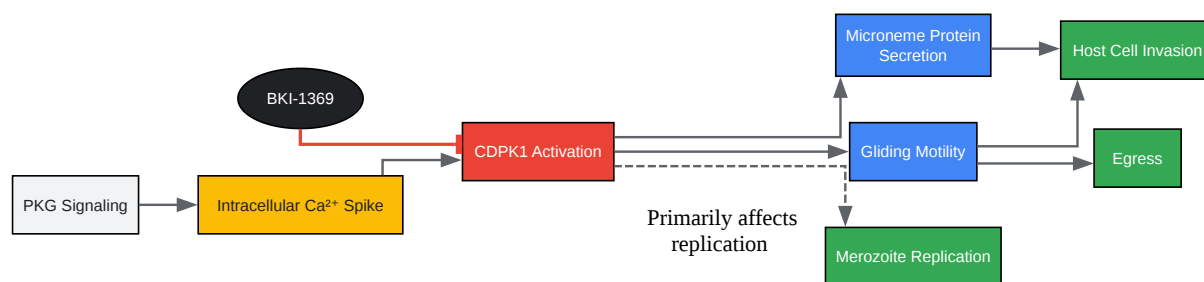 Microneme Protein
Secretion
Host Cell Invasion
BKI-1369
CDPK1 Activation
Gliding Motility
Egress
PKG Signaling
Intracellular Ca²⁺ Spike
Primarily affects
replication
Merozoite Replication